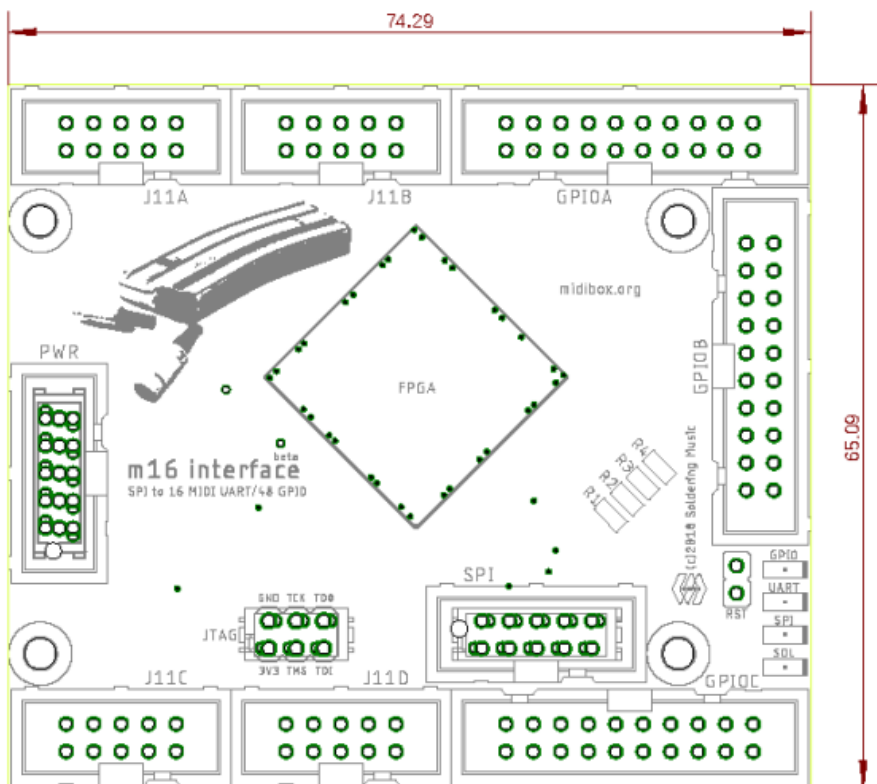 74.29
J11A
J11B
GPIOA
midibox.org
PWR
GPIOB
FPGA
65.09
beta
m16 interface
SPI to 16 MIDI UART/48 GPIO
R1
R2
R3
R4
(c)2018 Soldering Music
SPI
GPIO
UART
RST
SPI
SOL
GND TCK TDO
JTAG
3V3 TMS TDI
J11C
J11D
GPIOC